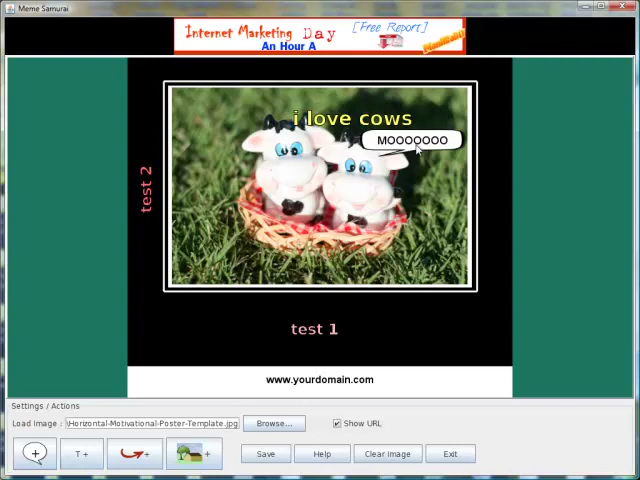 Meme Samurai
Internet Marketing Day
An Hour A
[Free Report]
i love cows
MOOOOOOO
test 2
test 1
www.yourdomain.com
Settings / Actions
Load Image : \Horizontal-Motivational-Poster-Template.jpg Browse... Show URL
+ T + + + Save Help Clear Image Exit